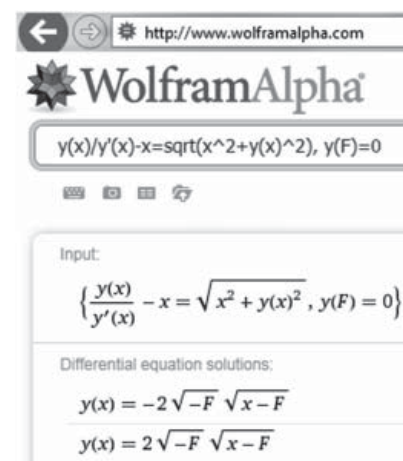 http://www.wolframalpha.com
WolframAlpha
y(x)/y'(x)-x=sqrt(x^2+y(x)^2), y(F)=0
Input:
{y(x)/y′(x) − x = √(x² + y(x)²), y(F) = 0}
Differential equation solutions:
y(x) = −2 √−F √x − F
y(x) = 2 √−F √x − F